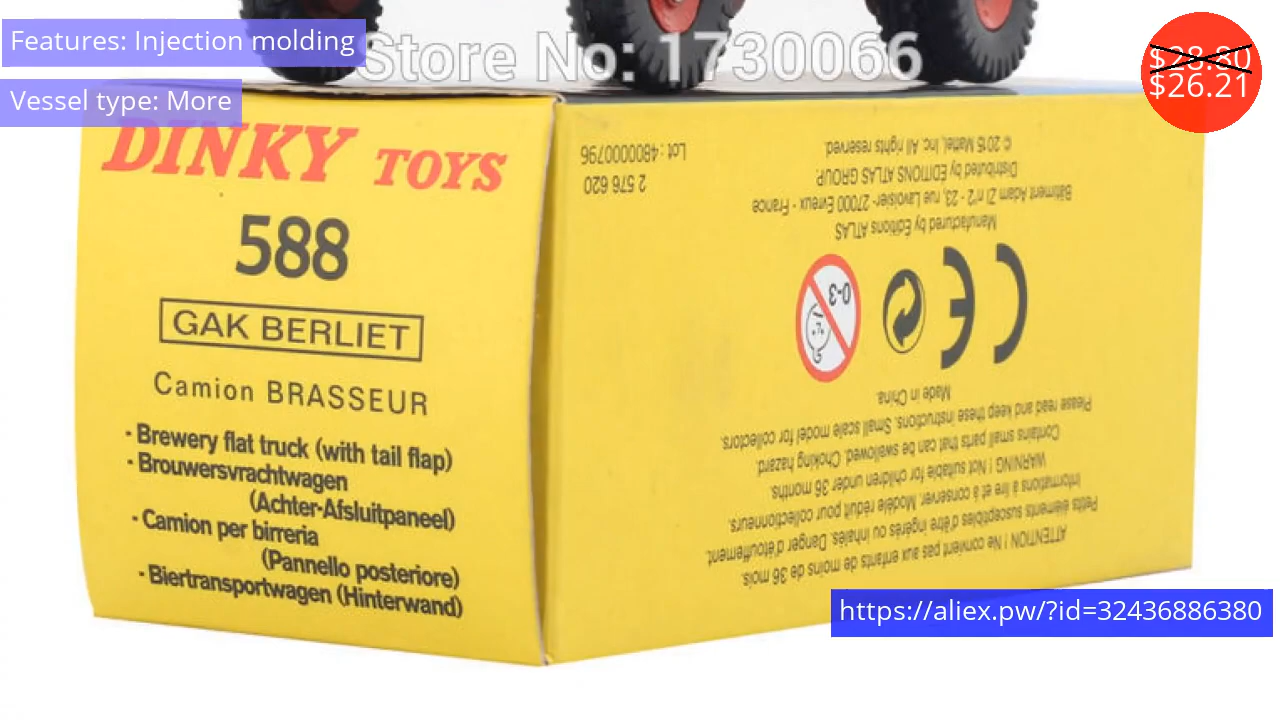 Features: Injection molding
Store No: 1730066
$28.80
$26.21
Vessel type: More
DINKY TOYS
588
GAK BERLIET
Camion BRASSEUR
- Brewery flat truck (with tail flap)
- Brouwersvrachtwagen
(Achter-Afsluitpaneel)
- Camion per birreria
(Pannello posteriore)
- Biertransportwagen (Hinterwand)
ATTENTION ! Ne convient pas aux enfants de moins de 36 mois.
Petits éléments susceptibles d'être ingérés ou inhalés. Danger d'étouffement.
Informations à lire et à conserver. Modèle réduit pour collectionneurs.
WARNING ! Not suitable for children under 36 months.
Contains small parts that can be swallowed. Choking hazard.
Please read and keep these instructions. Small scale model for collectors.
Made in China.
CE
0-3
Manufactured by Editions ATLAS
Bâtiment Adam ZI n°2 - 23, rue Lavoisier- 27000 Evreux - France
Distributed by EDITIONS ATLAS GROUP.
© 2015 Mattel, Inc. All rights reserved.
2 576 620
Lot : 4800000796
https://aliex.pw/?id=32436886380